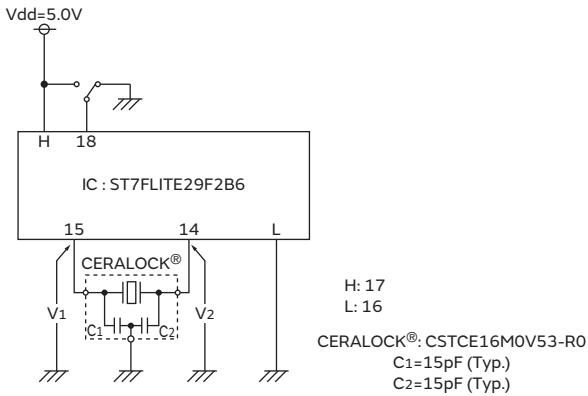 Vdd=5.0V
H 18
IC : ST7FLITE29F2B6
15 14 L
CERALOCK®
V1 C1 C2 V2
H: 17
L: 16
CERALOCK®: CSTCE16M0V53-R0
C1=15pF (Typ.)
C2=15pF (Typ.)